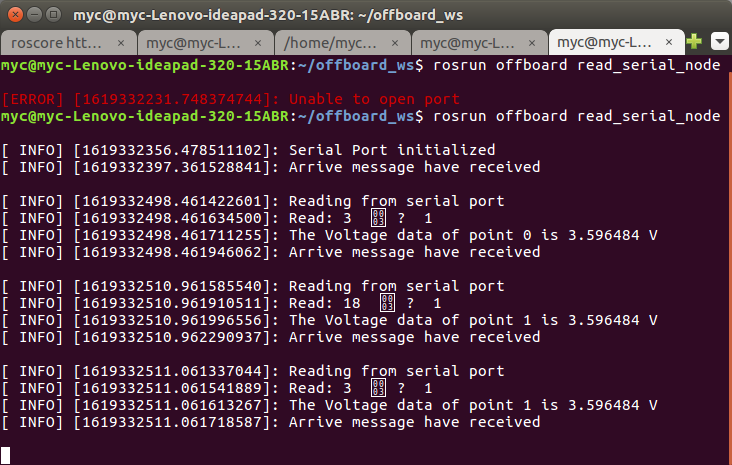 myc@myc-Lenovo-ideapad-320-15ABR: ~/offboard_ws
roscore htt... × myc@myc-L... × /home/myc... × myc@myc-L... × myc@myc-L... ×
myc@myc-Lenovo-ideapad-320-15ABR:~/offboard_ws$ rosrun offboard read_serial_node
[ERROR] [1619332231.748374744]: Unable to open port
myc@myc-Lenovo-ideapad-320-15ABR:~/offboard_ws$ rosrun offboard read_serial_node
[ INFO] [1619332356.478511102]: Serial Port initialized
[ INFO] [1619332397.361528841]: Arrive message have received
[ INFO] [1619332498.461422601]: Reading from serial port
[ INFO] [1619332498.461634500]: Read: 3 0003 ? 1
[ INFO] [1619332498.461711255]: The Voltage data of point 0 is 3.596484 V
[ INFO] [1619332498.461946062]: Arrive message have received
[ INFO] [1619332510.961585540]: Reading from serial port
[ INFO] [1619332510.961910511]: Read: 18 0003 ? 1
[ INFO] [1619332510.961996556]: The Voltage data of point 1 is 3.596484 V
[ INFO] [1619332510.962290937]: Arrive message have received
[ INFO] [1619332511.061337044]: Reading from serial port
[ INFO] [1619332511.061541889]: Read: 3 0003 ? 1
[ INFO] [1619332511.061613267]: The Voltage data of point 1 is 3.596484 V
[ INFO] [1619332511.061718587]: Arrive message have received